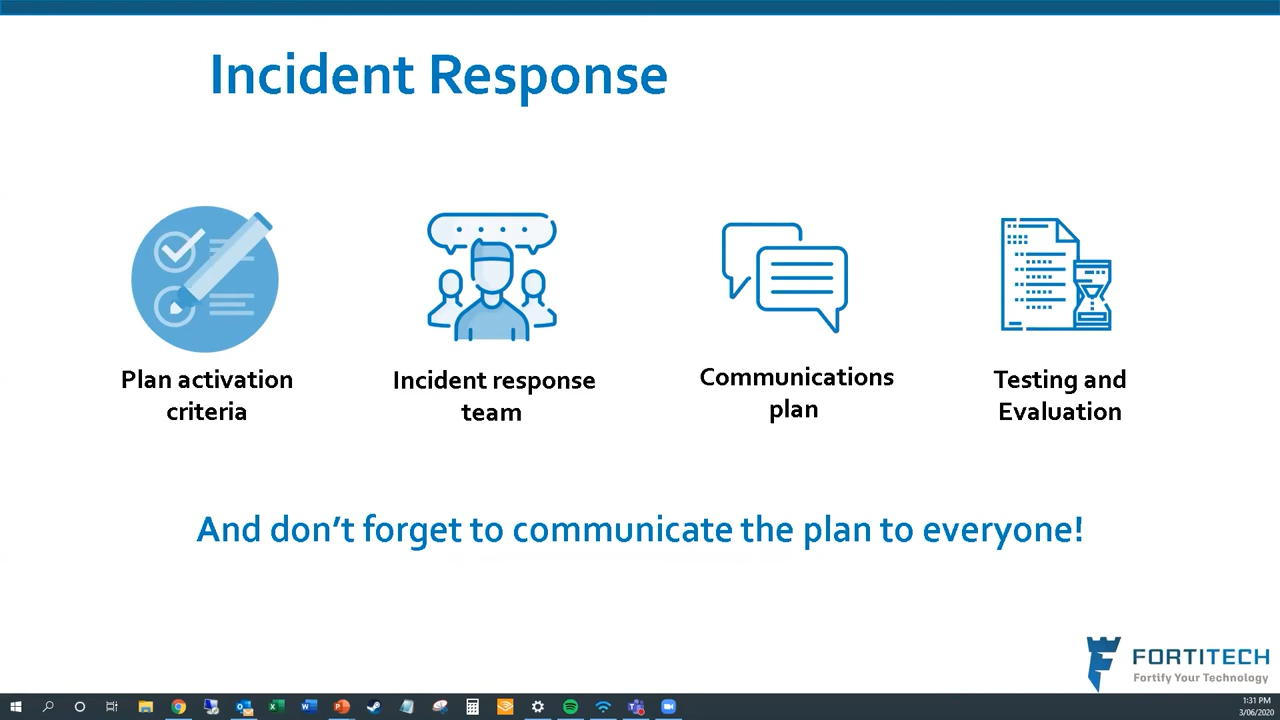 Incident Response
Plan activation
criteria
Incident response
team
Communications
plan
Testing and
Evaluation
And don't forget to communicate the plan to everyone!
FORTITECH
Fortify Your Technology
1:31 PM
3/06/2020